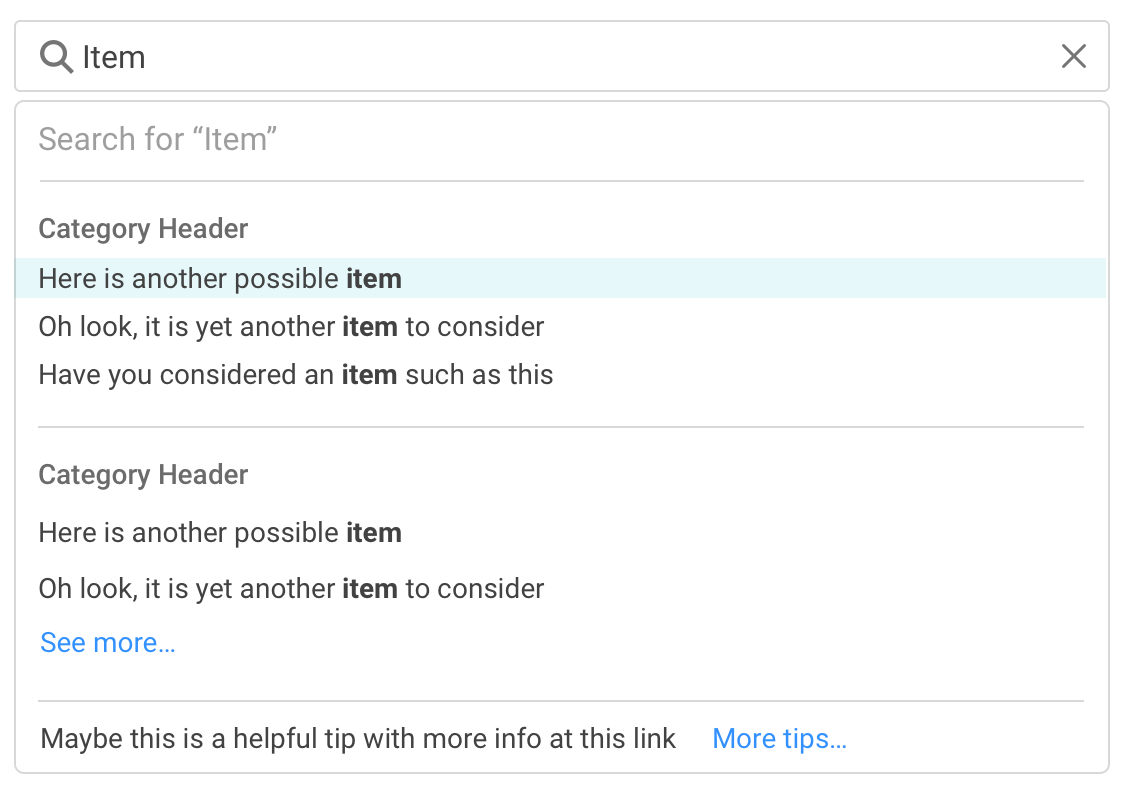 Item
Search for “Item”
Category Header
Here is another possible item
Oh look, it is yet another item to consider
Have you considered an item such as this
Category Header
Here is another possible item
Oh look, it is yet another item to consider
See more…
Maybe this is a helpful tip with more info at this link More tips…